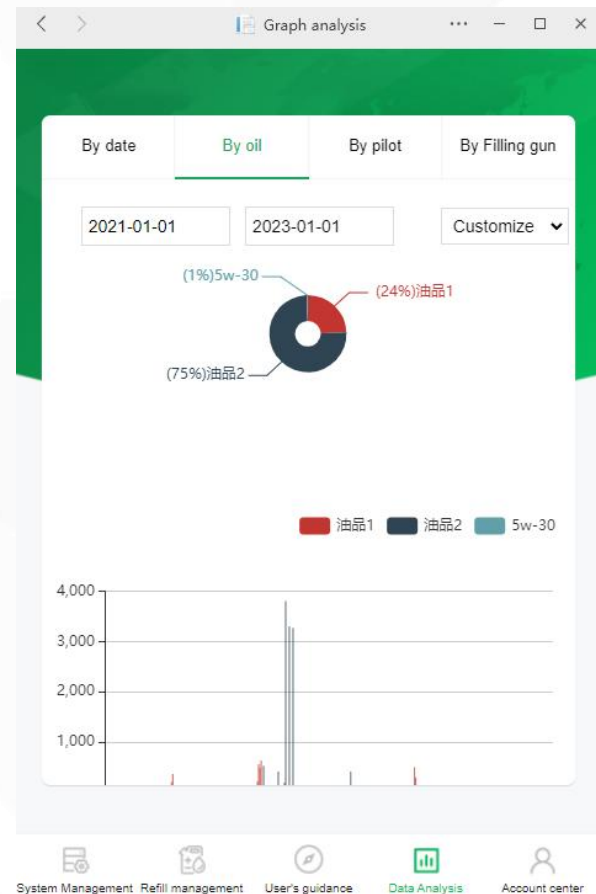 Graph analysis
By date By oil By pilot By Filling gun
2021-01-01 2023-01-01 Customize
(1%)5w-30
(24%)油品1
(75%)油品2
油品1 油品2 5w-30
4,000
3,000
2,000
1,000
System Management Refill management User's guidance Data Analysis Account center